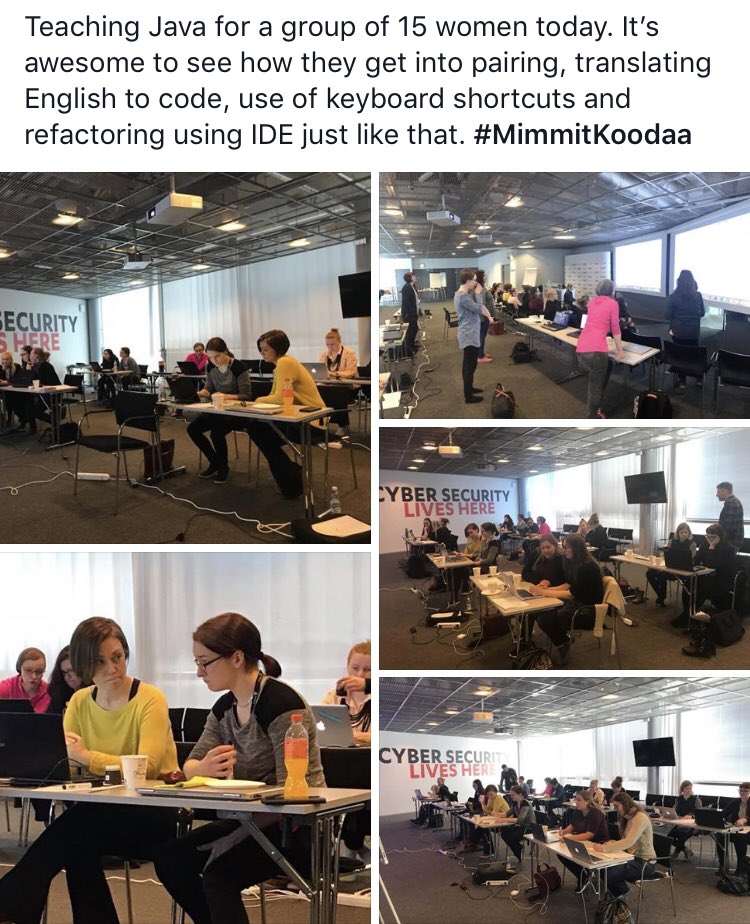 Teaching Java for a group of 15 women today. It’s
awesome to see how they get into pairing, translating
English to code, use of keyboard shortcuts and
refactoring using IDE just like that. #MimmitKoodaa
SECURITY
S HERE
CYBER SECURITY
LIVES HERE
CYBER SECURIT
LIVES HERE